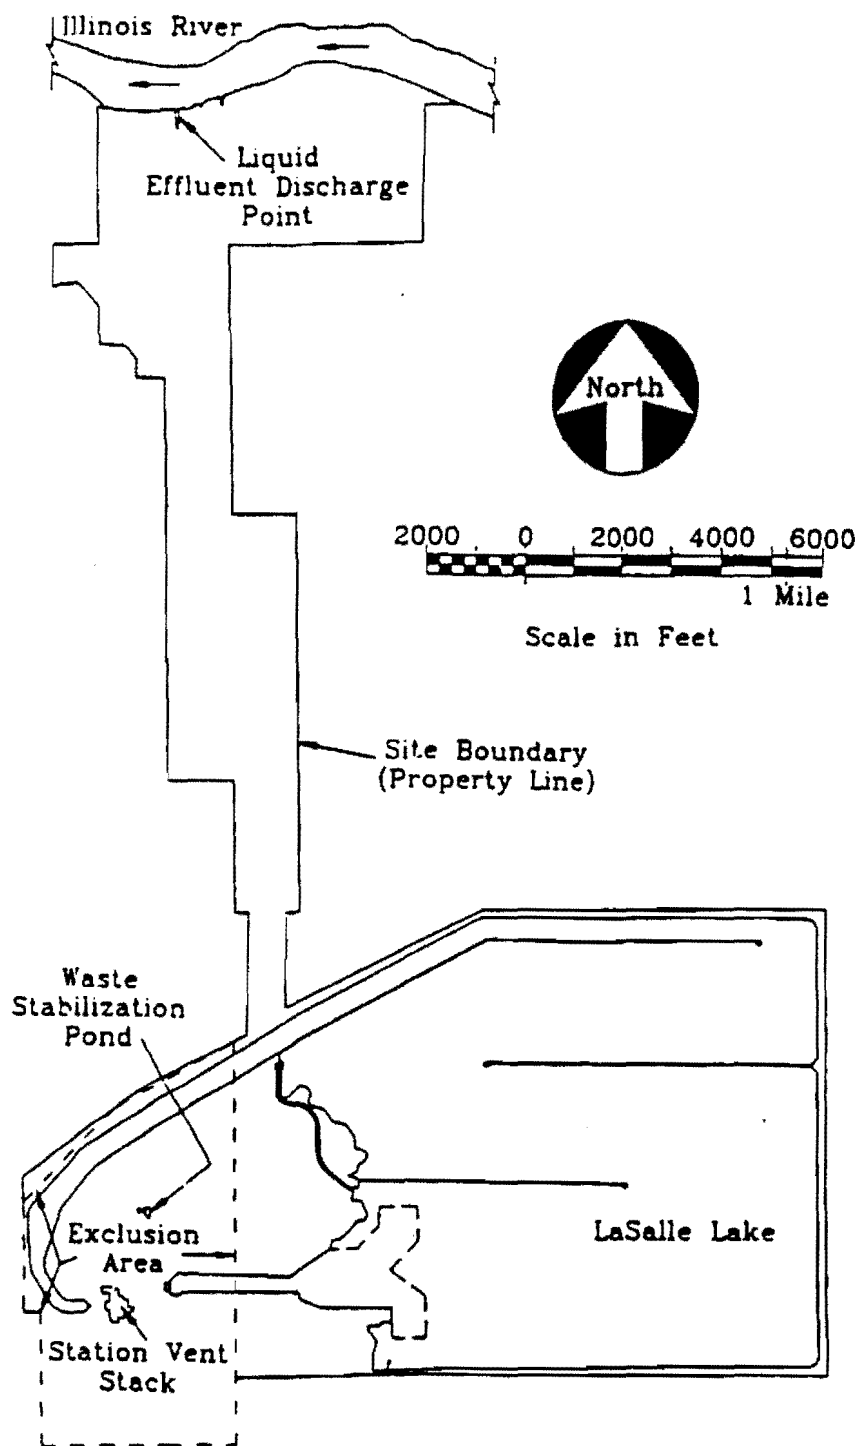 Illinois River
Liquid
Effluent Discharge
Point
North
2000 0 2000 4000 6000
1 Mile
Scale in Feet
Site Boundary
(Property Line)
Waste
Stabilization
Pond
Exclusion
Area
LaSalle Lake
Station Vent
Stack